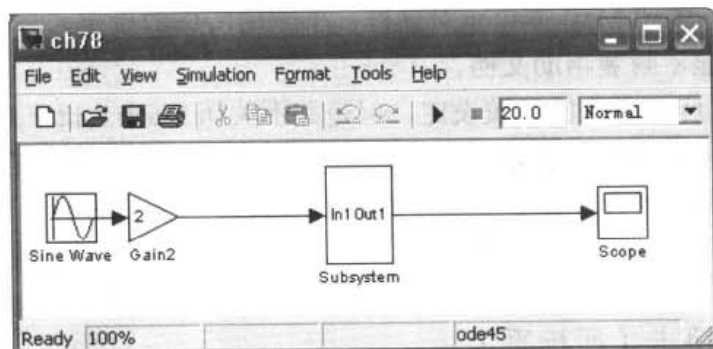 ch78
File Edit View Simulation Format Tools Help
20.0 Normal
2
In1 Out1
Sine Wave
Gain2
Subsystem
Scope
Ready 100% ode45